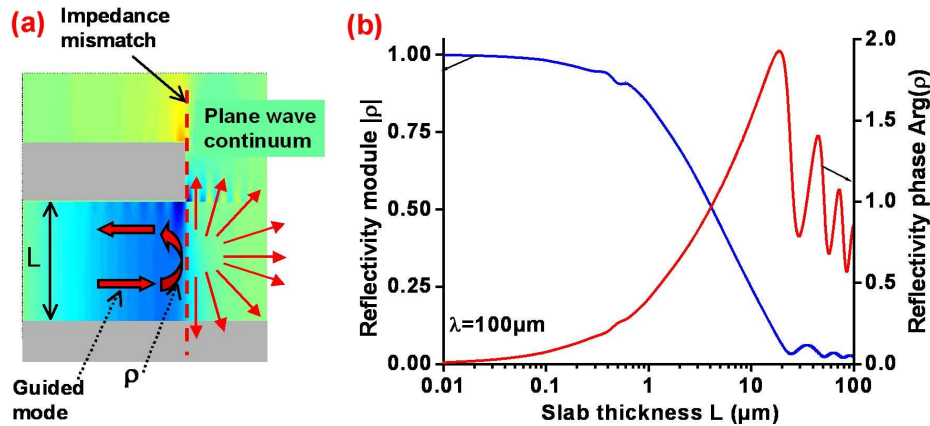 (a)
Impedance
mismatch
Plane wave
continuum
L
Guided
mode
ρ
(b)
Reflectivity module |ρ|
1.00
0.75
0.50
0.25
0.00
λ=100µm
0.01
0.1
1
10
100
Slab thickness L (µm)
2.0
1.5
1.0
0.5
0.0
Reflectivity phase Arg(ρ)